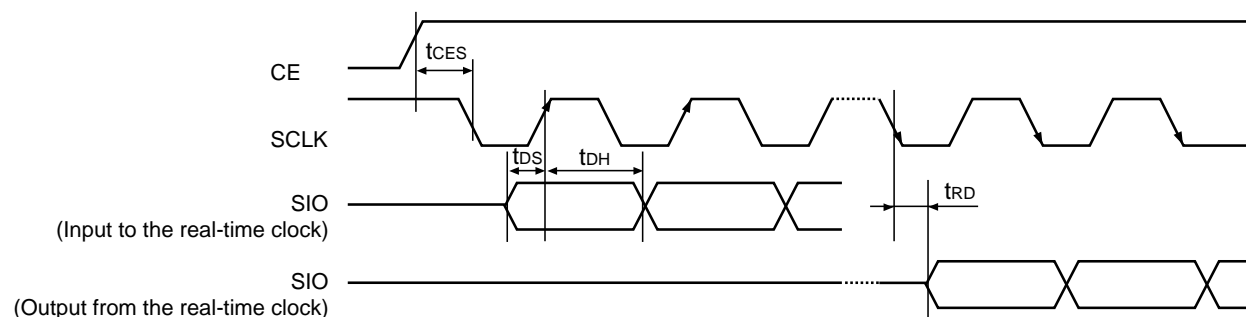 CE
tCES
SCLK
tDS
tDH
SIO
(Input to the real-time clock)
tRD
SIO
(Output from the real-time clock)